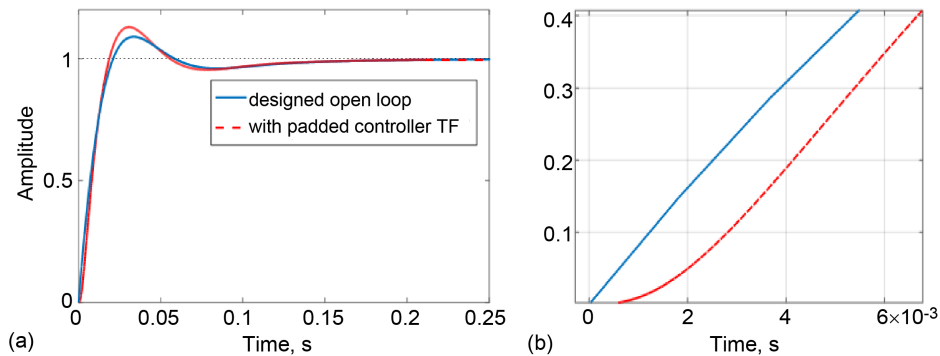 1
0.5
0
0
0.05
0.1
0.15
0.2
0.25
Amplitude
Time, s
designed open loop
with padded controller TF
(a)
0.4
0.3
0.2
0.1
0
2
4
6×10-3
Time, s
(b)